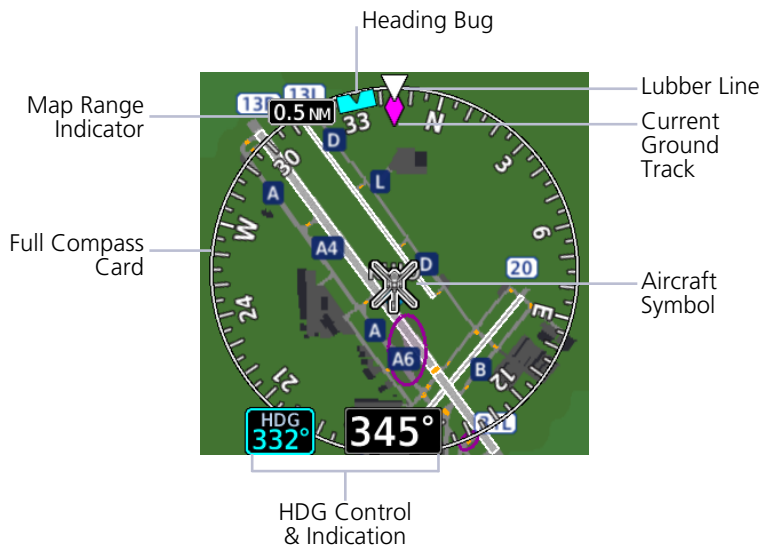 Heading Bug
Lubber Line
Map Range
Indicator
Current
Ground
Track
13L
0.5 NM
33
N
D
30
3
L
A
W
6
Full Compass
Card
A4
D
20
Aircraft
Symbol
24
E
A
A6
B
12
21
HDG
332°
345°
HDG Control
& Indication